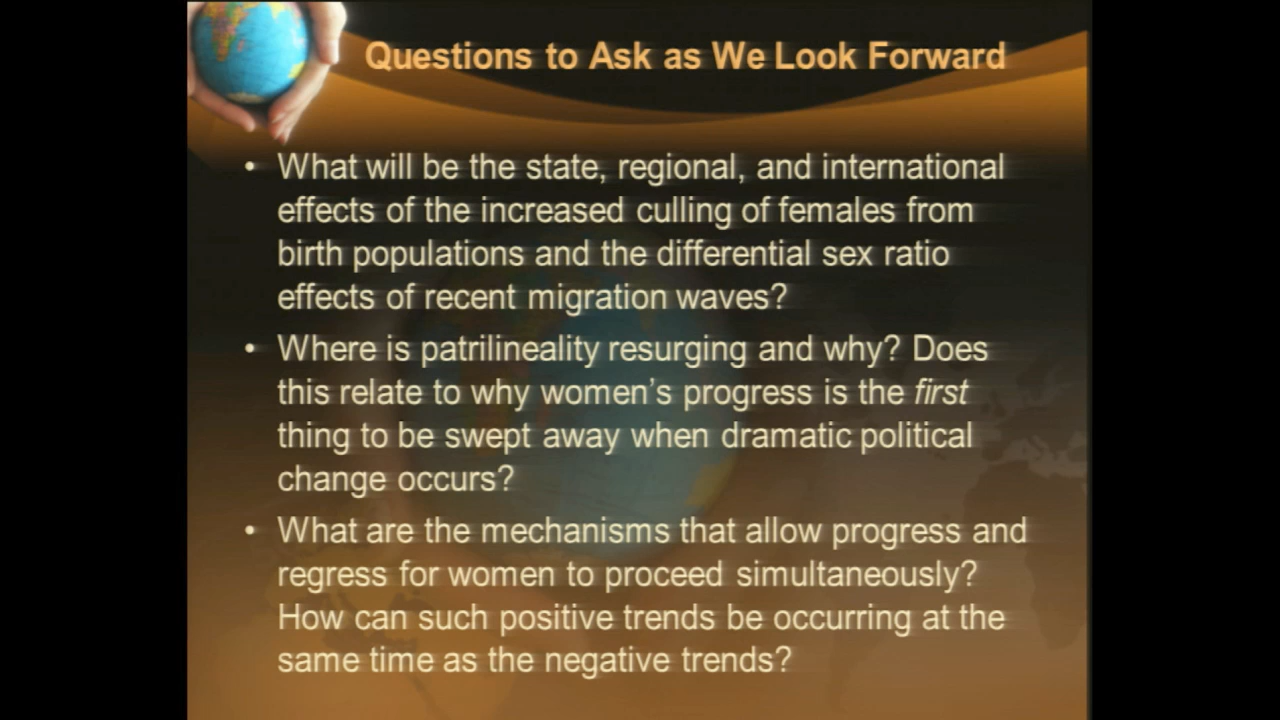 Questions to Ask as We Look Forward
• What will be the state, regional, and international
effects of the increased culling of females from
birth populations and the differential sex ratio
effects of recent migration waves?
• Where is patrilineality resurging and why? Does
this relate to why women's progress is the first
thing to be swept away when dramatic political
change occurs?
• What are the mechanisms that allow progress and
regress for women to proceed simultaneously?
How can such positive trends be occurring at the
same time as the negative trends?